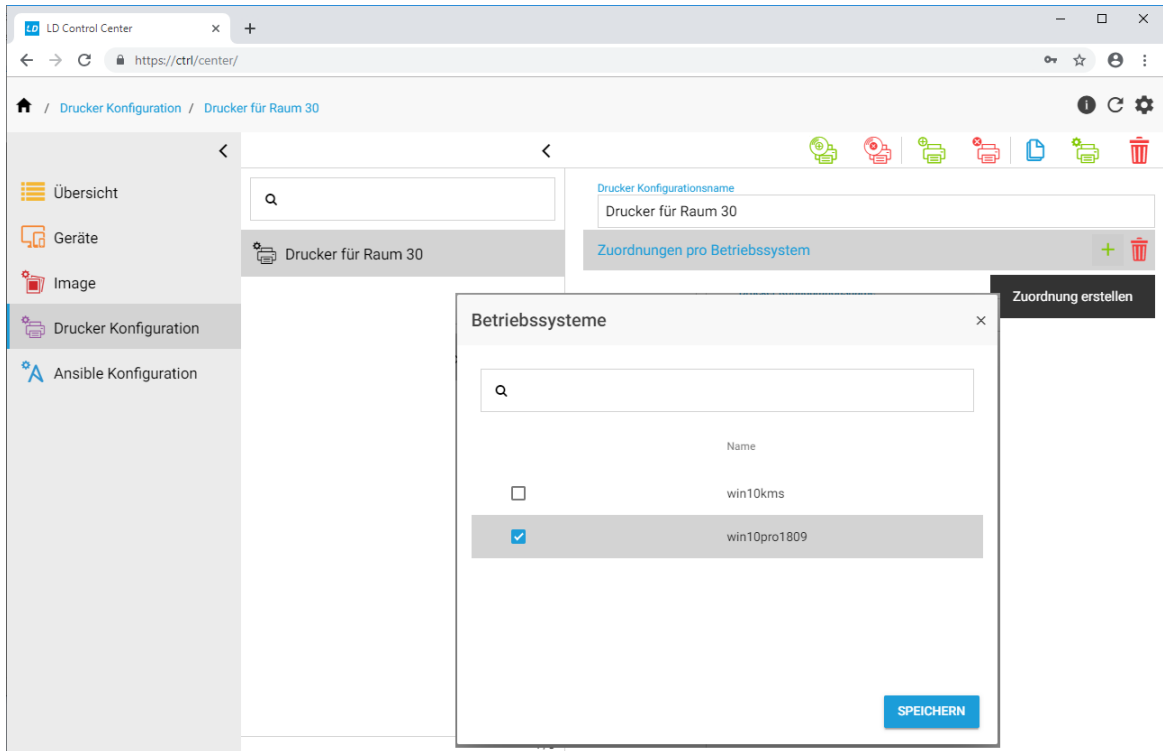 LD LD Control Center
https://ctrl/center/
/ Drucker Konfiguration / Drucker für Raum 30
Übersicht
Geräte
Image
Drucker Konfiguration
Ansible Konfiguration
Drucker für Raum 30
Drucker Konfigurationsname
Drucker für Raum 30
Zuordnungen pro Betriebssystem
Zuordnung erstellen
Betriebssysteme
Name
win10kms
win10pro1809
SPEICHERN